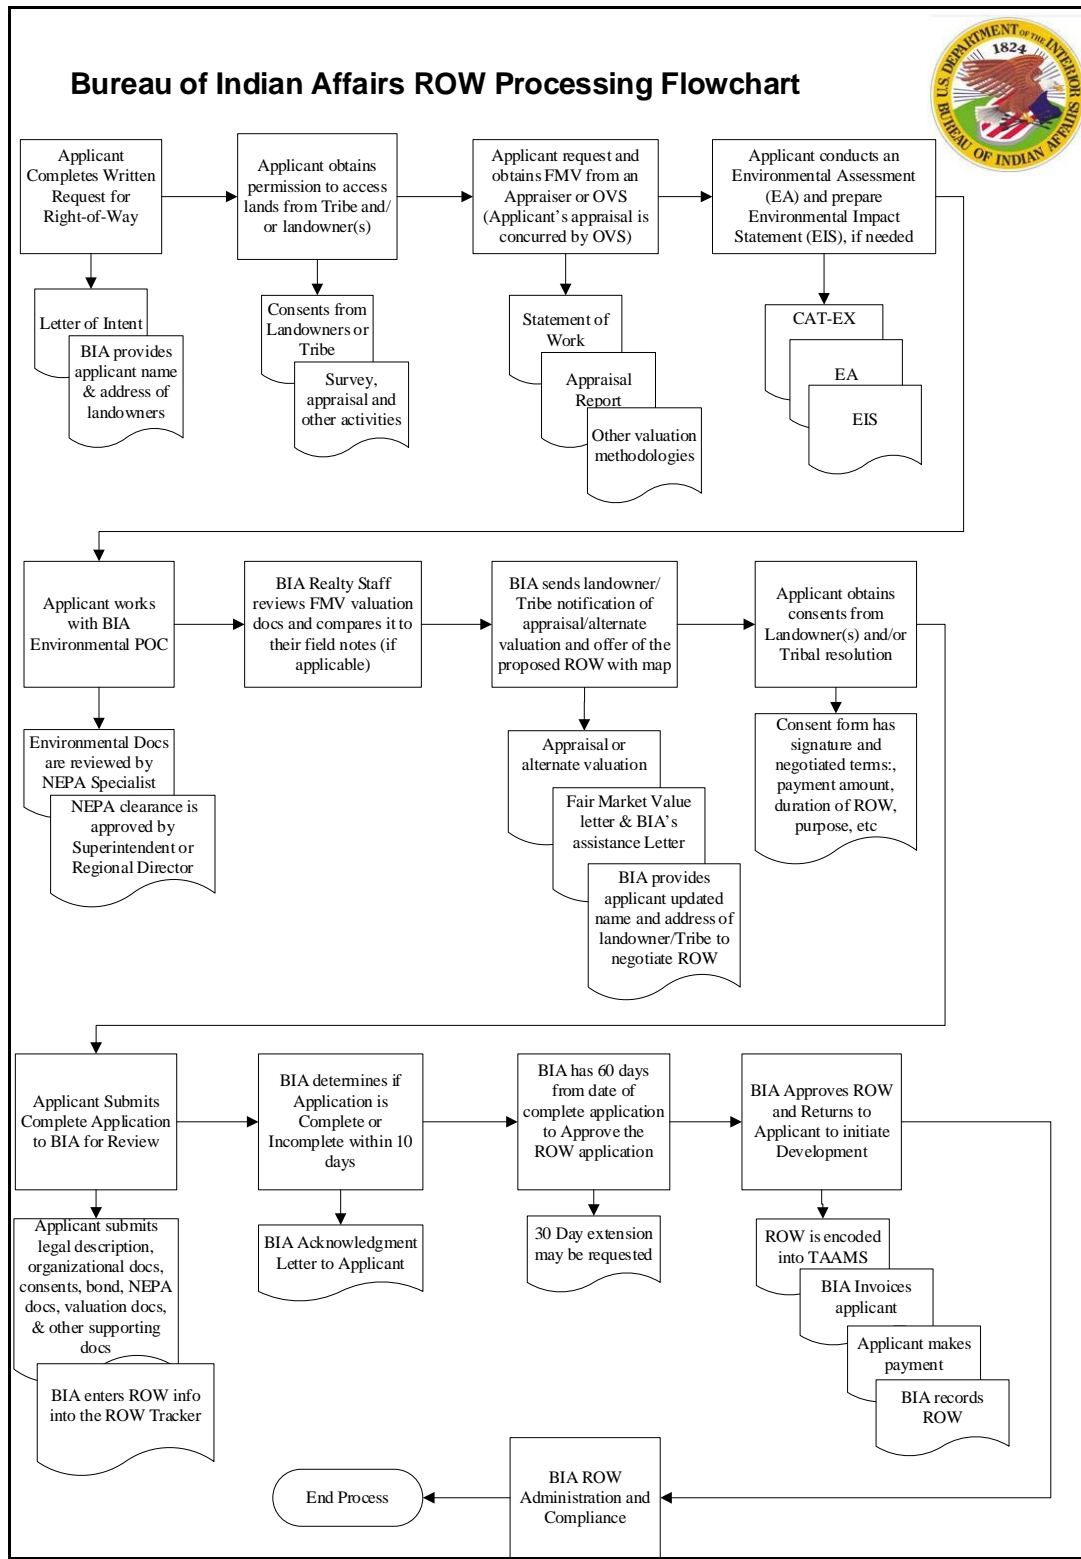 Bureau of Indian Affairs ROW Processing Flowchart
U.S. DEPARTMENT OF THE INTERIOR
1824
BUREAU OF INDIAN AFFAIRS
Applicant
Completes Written
Request for
Right-of-Way
Applicant obtains
permission to access
lands from Tribe and/
or landowner(s)
Applicant request and
obtains FMV from an
Appraiser or OVS
(Applicant's appraisal is
concurred by OVS)
Applicant conducts an
Environmental Assessment
(EA) and prepare
Environmental Impact
Statement (EIS), if needed
Letter of Intent
BIA provides
applicant name
& address of
landowners
Consents from
Landowners or
Tribe
Survey,
appraisal and
other activities
Statement of
Work
Appraisal
Report
Other valuation
methodologies
CAT-EX
EA
EIS
Applicant works
with BIA
Environmental POC
BIA Realty Staff
reviews FMV valuation
docs and compares it to
their field notes (if
applicable)
BIA sends landowner/
Tribe notification of
appraisal/alternate
valuation and offer of the
proposed ROW with map
Applicant obtains
consents from
Landowner(s) and/or
Tribal resolution
Environmental Docs
are reviewed by
NEPA Specialist
NEPA clearance is
approved by
Superintendent or
Regional Director
Appraisal or
alternate valuation
Fair Market Value
letter & BIA's
assistance Letter
BIA provides
applicant updated
name and address of
landowner/Tribe to
negotiate ROW
Consent form has
signature and
negotiated terms:,
payment amount,
duration of ROW,
purpose, etc
Applicant Submits
Complete Application
to BIA for Review
BIA determines if
Application is
Complete or
Incomplete within 10
days
BIA has 60 days
from date of
complete application
to Approve the
ROW application
BIA Approves ROW
and Returns to
Applicant to initiate
Development
Applicant submits
legal description,
organizational docs,
consents, bond, NEPA
docs, valuation docs,
& other supporting
docs
BIA enters ROW info
into the ROW Tracker
BIA Acknowledgment
Letter to Applicant
30 Day extension
may be requested
ROW is encoded
into TAAMS
BIA Invoices
applicant
Applicant makes
payment
BIA records
ROW
End Process
BIA ROW
Administration and
Compliance